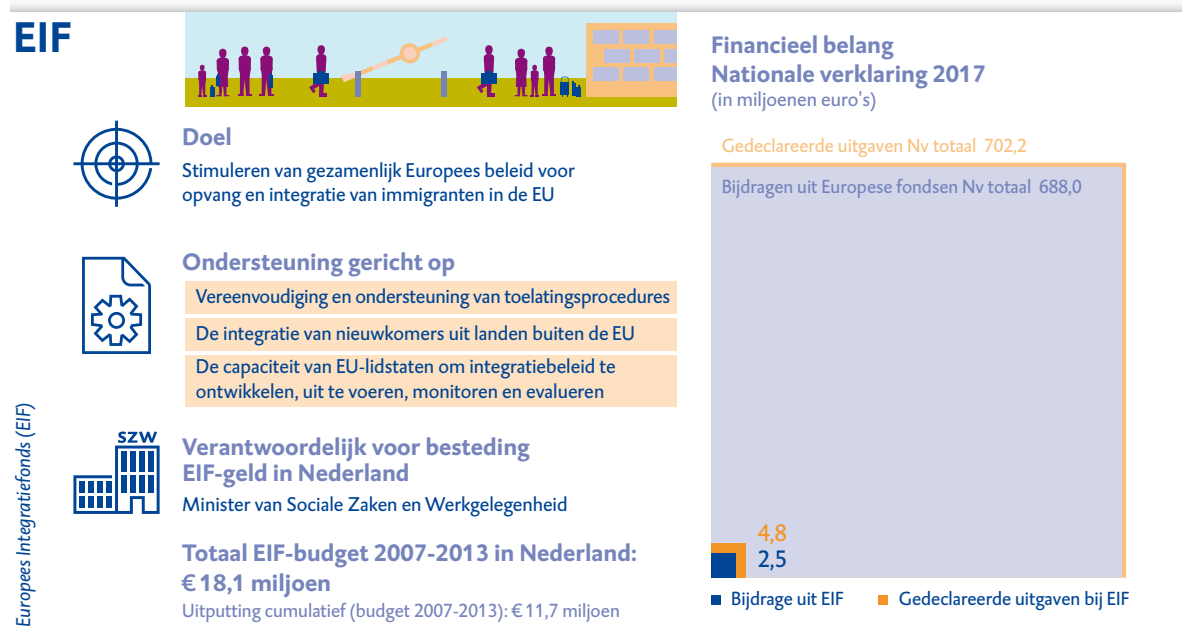 EIF
Doel
Stimuleren van gezamenlijk Europees beleid voor
opvang en integratie van immigranten in de EU
Ondersteuning gericht op
Vereenvoudiging en ondersteuning van toelatingsprocedures
De integratie van nieuwkomers uit landen buiten de EU
De capaciteit van EU-lidstaten om integratiebeleid te
ontwikkelen, uit te voeren, monitoren en evalueren
SZW
Verantwoordelijk voor besteding
EIF-geld in Nederland
Minister van Sociale Zaken en Werkgelegenheid
Totaal EIF-budget 2007-2013 in Nederland:
€ 18,1 miljoen
Uitputting cumulatief (budget 2007-2013): € 11,7 miljoen
Europees Integratiefonds (EIF)
Financieel belang
Nationale verklaring 2017
(in miljoenen euro's)
Gedeclareerde uitgaven Nv totaal 702,2
Bijdragen uit Europese fondsen Nv totaal 688,0
4,8
2,5
Bijdrage uit EIF
Gedeclareerde uitgaven bij EIF